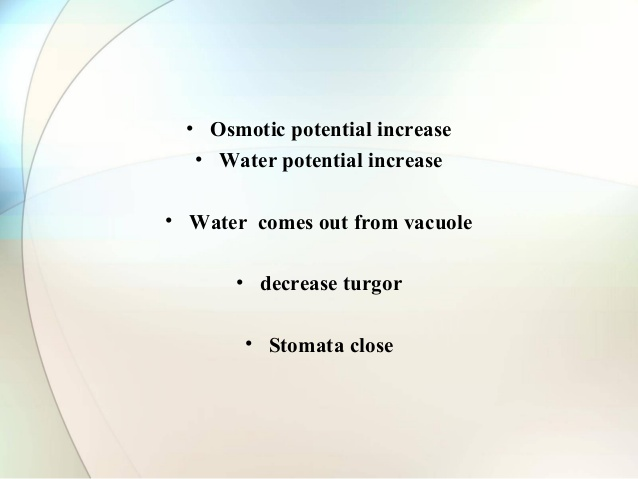 • Osmotic potential increase
• Water potential increase
• Water  comes out from vacuole
• decrease turgor
• Stomata close